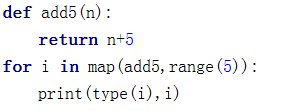 def add5(n):
    return n+5
for i in map(add5,range(5)):
    print(type(i),i)